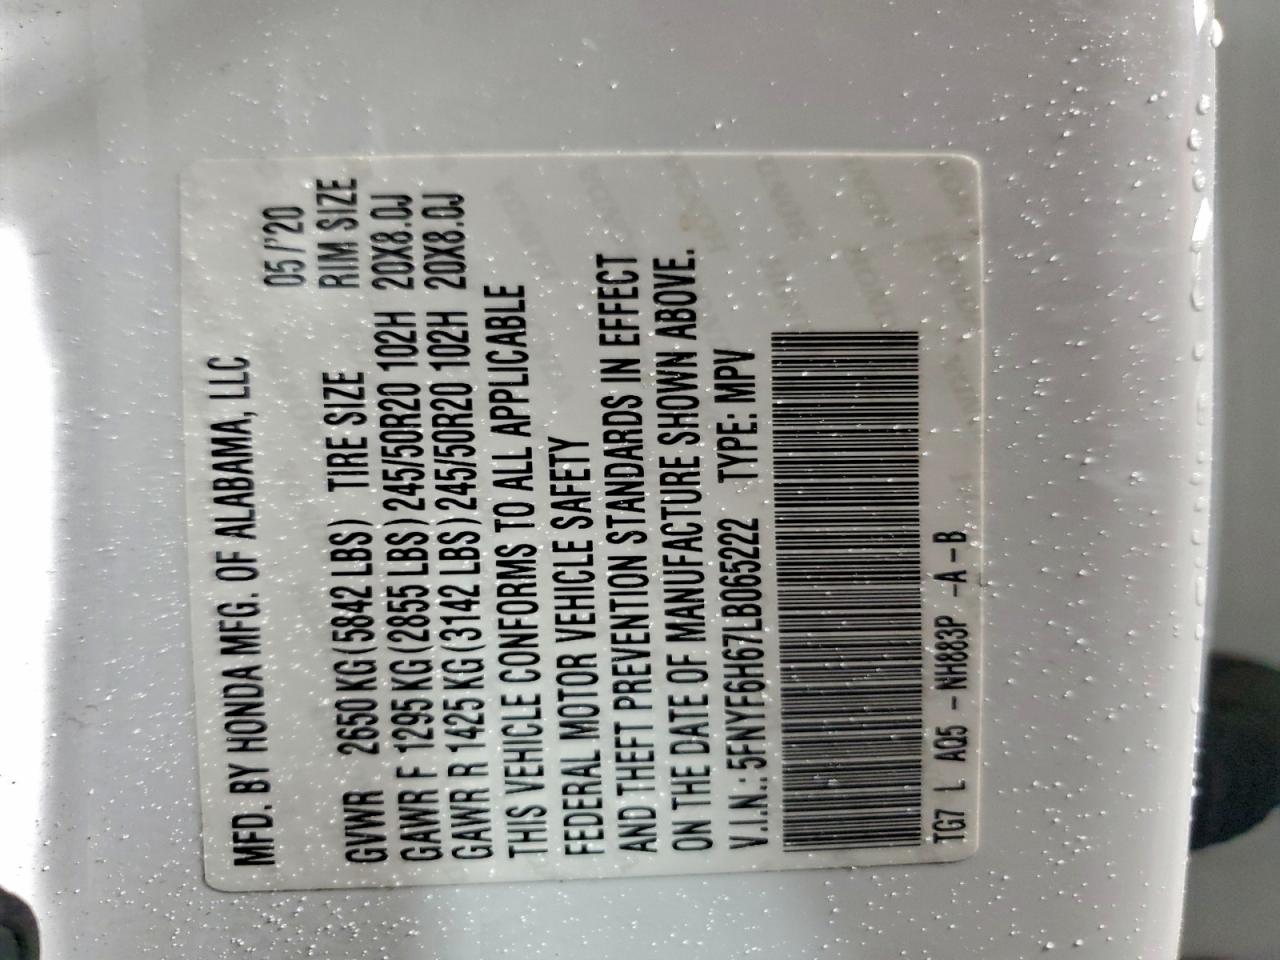 MFD. BY HONDA MFG. OF ALABAMA, LLC
05/'20
TIRE SIZE RIM SIZE
GVWR 2650 KG(5842 LBS)
GAWR F 1295 KG(2855 LBS) 245/50R20 102H 20X8.0J
GAWR R 1425 KG(3142 LBS) 245/50R20 102H 20X8.0J
THIS VEHICLE CONFORMS TO ALL APPLICABLE
FEDERAL MOTOR VEHICLE SAFETY
AND THEFT PREVENTION STANDARDS IN EFFECT
ON THE DATE OF MANUFACTURE SHOWN ABOVE.
V.I.N.: 5FNYF6H67LB065222 TYPE: MPV
TG7 L AQ5 -NH883P -A-B